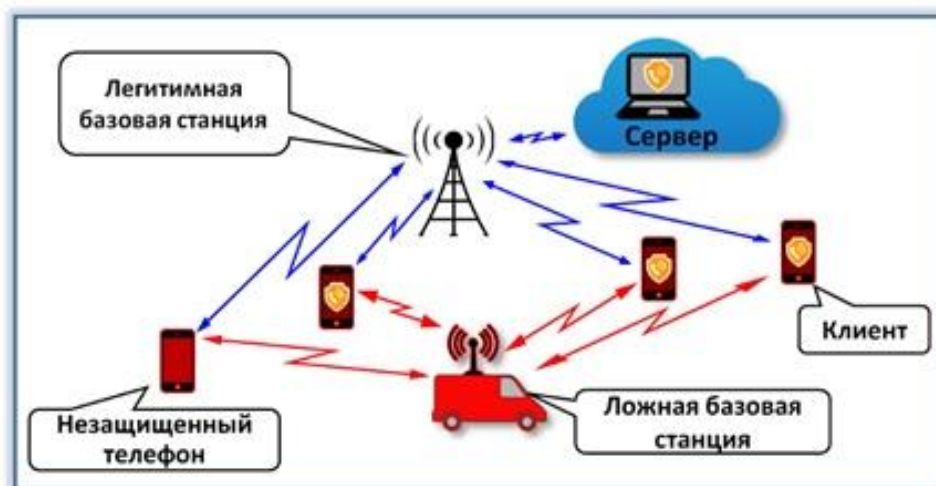 Легитимная
базовая станция
Сервер
Клиент
Незащищенный
телефон
Ложная базовая
станция